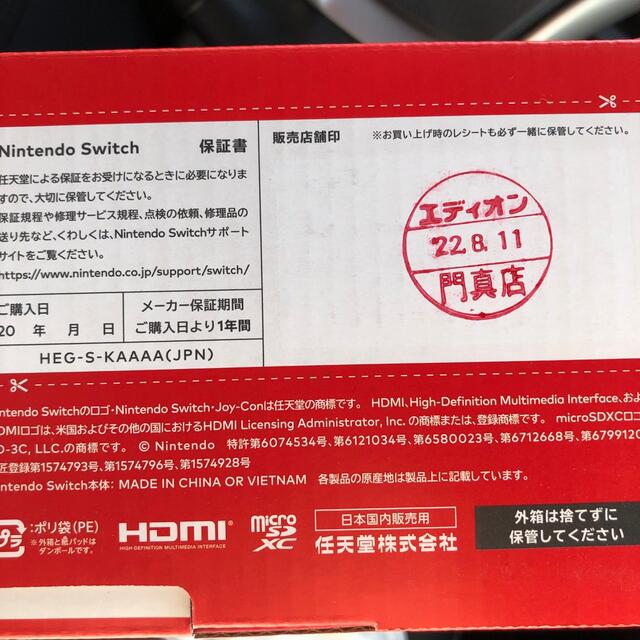 Nintendo Switch 保証書
任天堂による保証をお受けになるときに必要になりま
すので、大切に保管してください。
保証規程や修理サービス規程、点検の依頼、修理品の
送り先など、くわしくは、Nintendo Switchサポート
サイトをご覧ください。
https://www.nintendo.co.jp/support/switch/
ご購入日
20 年 月 日
メーカー保証期間
ご購入日より1年間
HEG-S-KAAAA(JPN)
販売店舗印
※お買い上げ時のレシートも必ず一緒に保管してください。
エディオン
22.8.11
門真店
ntendo Switchのロゴ・Nintendo Switch・Joy-Conは任天堂の商標です。 HDMI、High-Definition Multimedia Interface、およ
DMIロゴは、米国およびその他の国におけるHDMI Licensing Administrator, Inc. の商標または、登録商標です。 microSDXCロゴ
D-3C, LLC.の商標です。 © Nintendo 特許第6074534号、第6121034号、第6580023号、第6712668号、第6799120
匠登録第1574793号、第1574796号、第1574928号
ntendo Switch本体: MADE IN CHINA OR VIETNAM 各製品の原産地は製品上に記載しています。
プラ
:ポリ袋(PE)
※外箱と紙パッドは
ダンボールです。
HDMI®
HIGH-DEFINITION MULTIMEDIA INTERFACE
micro
SD
XC
日本国内販売用
任天堂株式会社
外箱は捨てずに
保管してください